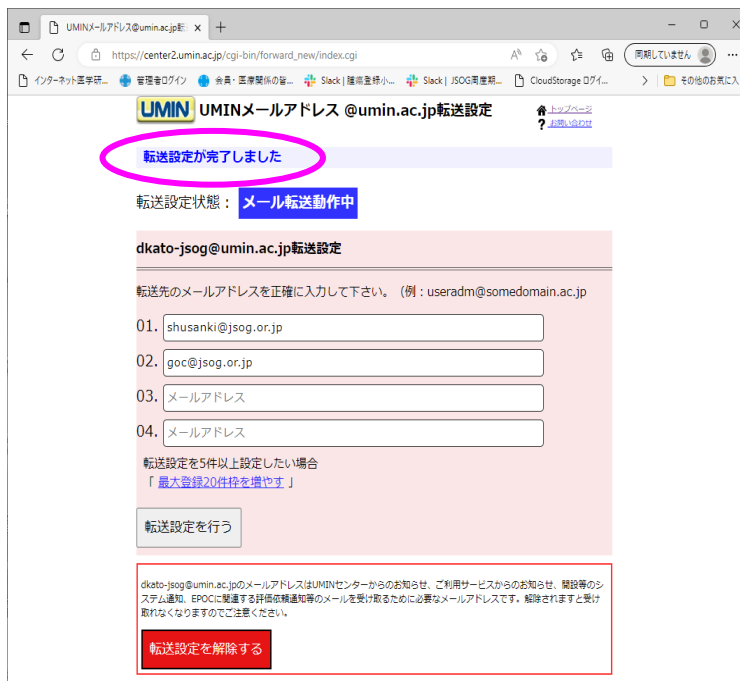 UMINメールアドレス@umin.ac.jp転
https://center2.umin.ac.jp/cgi-bin/forward_new/index.cgi
同期していません
インターネット医学研...
管理者ログイン
会員・医療関係の皆...
Slack | 腫瘍登録小...
Slack | JSOG周産期...
CloudStorage ログイ...
その他のお気に入
UMIN UMINメールアドレス @umin.ac.jp転送設定
トップページ
? お問い合わせ
転送設定が完了しました
転送設定状態： メール転送動作中
dkato-jsog@umin.ac.jp転送設定
転送先のメールアドレスを正確に入力して下さい。（例：useradm@somedomain.ac.jp
01. shusanki@jsog.or.jp
02. goc@jsog.or.jp
03. メールアドレス
04. メールアドレス
転送設定を5件以上設定したい場合
「 最大登録20件枠を増やす 」
転送設定を行う
dkato-jsog@umin.ac.jpのメールアドレスはUMINセンターからのお知らせ、ご利用サービスからのお知らせ、開設等のシ
ステム通知、EPOCに関連する評価依頼通知等のメールを受け取るために必要なメールアドレスです。解除されますと受け
取れなくなりますのでご注意ください。
転送設定を解除する